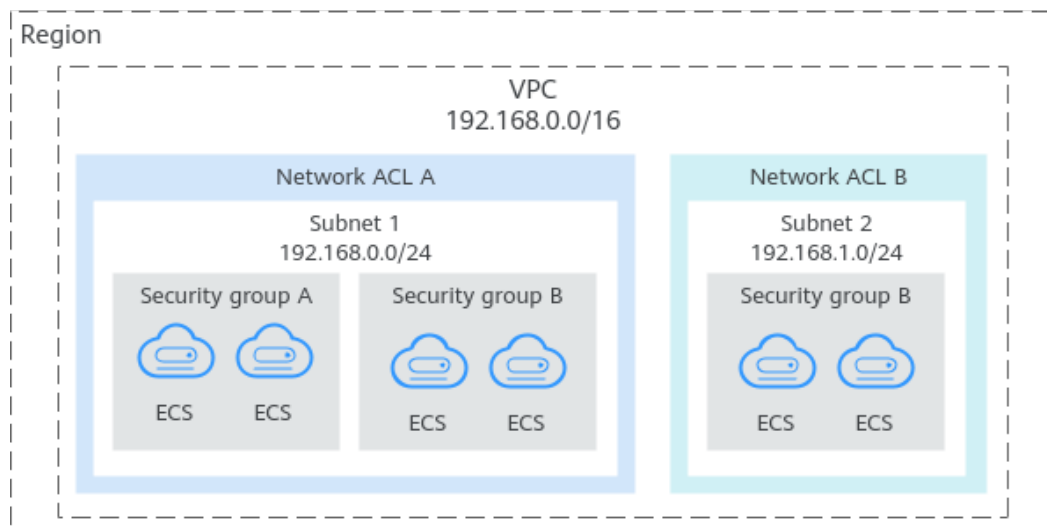 Region
VPC
192.168.0.0/16
Network ACL A
Subnet 1
192.168.0.0/24
Security group A
ECS
ECS
Security group B
ECS
ECS
Network ACL B
Subnet 2
192.168.1.0/24
Security group B
ECS
ECS